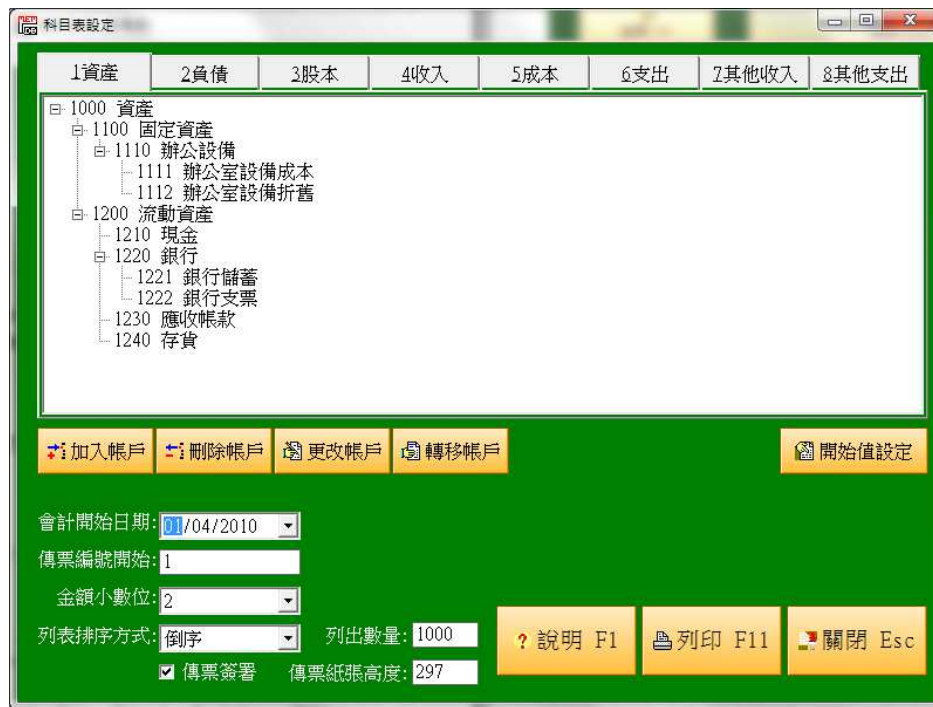 科目表設定
1資產 2負債 3股本 4收入 5成本 6支出 7其他收入 8其他支出
1000 資產
1100 固定資產
1110 辦公設備
1111 辦公室設備成本
1112 辦公室設備折舊
1200 流動資產
1210 現金
1220 銀行
1221 銀行儲蓄
1222 銀行支票
1230 應收帳款
1240 存貨
加入帳戶 刪除帳戶 更改帳戶 轉移帳戶 開始值設定
會計開始日期: 01/04/2010
傳票編號開始: 1
金額小數位: 2
列表排序方式: 倒序 列出數量: 1000
傳票簽署 傳票紙張高度: 297
? 說明 F1 列印 F11 關閉 Esc